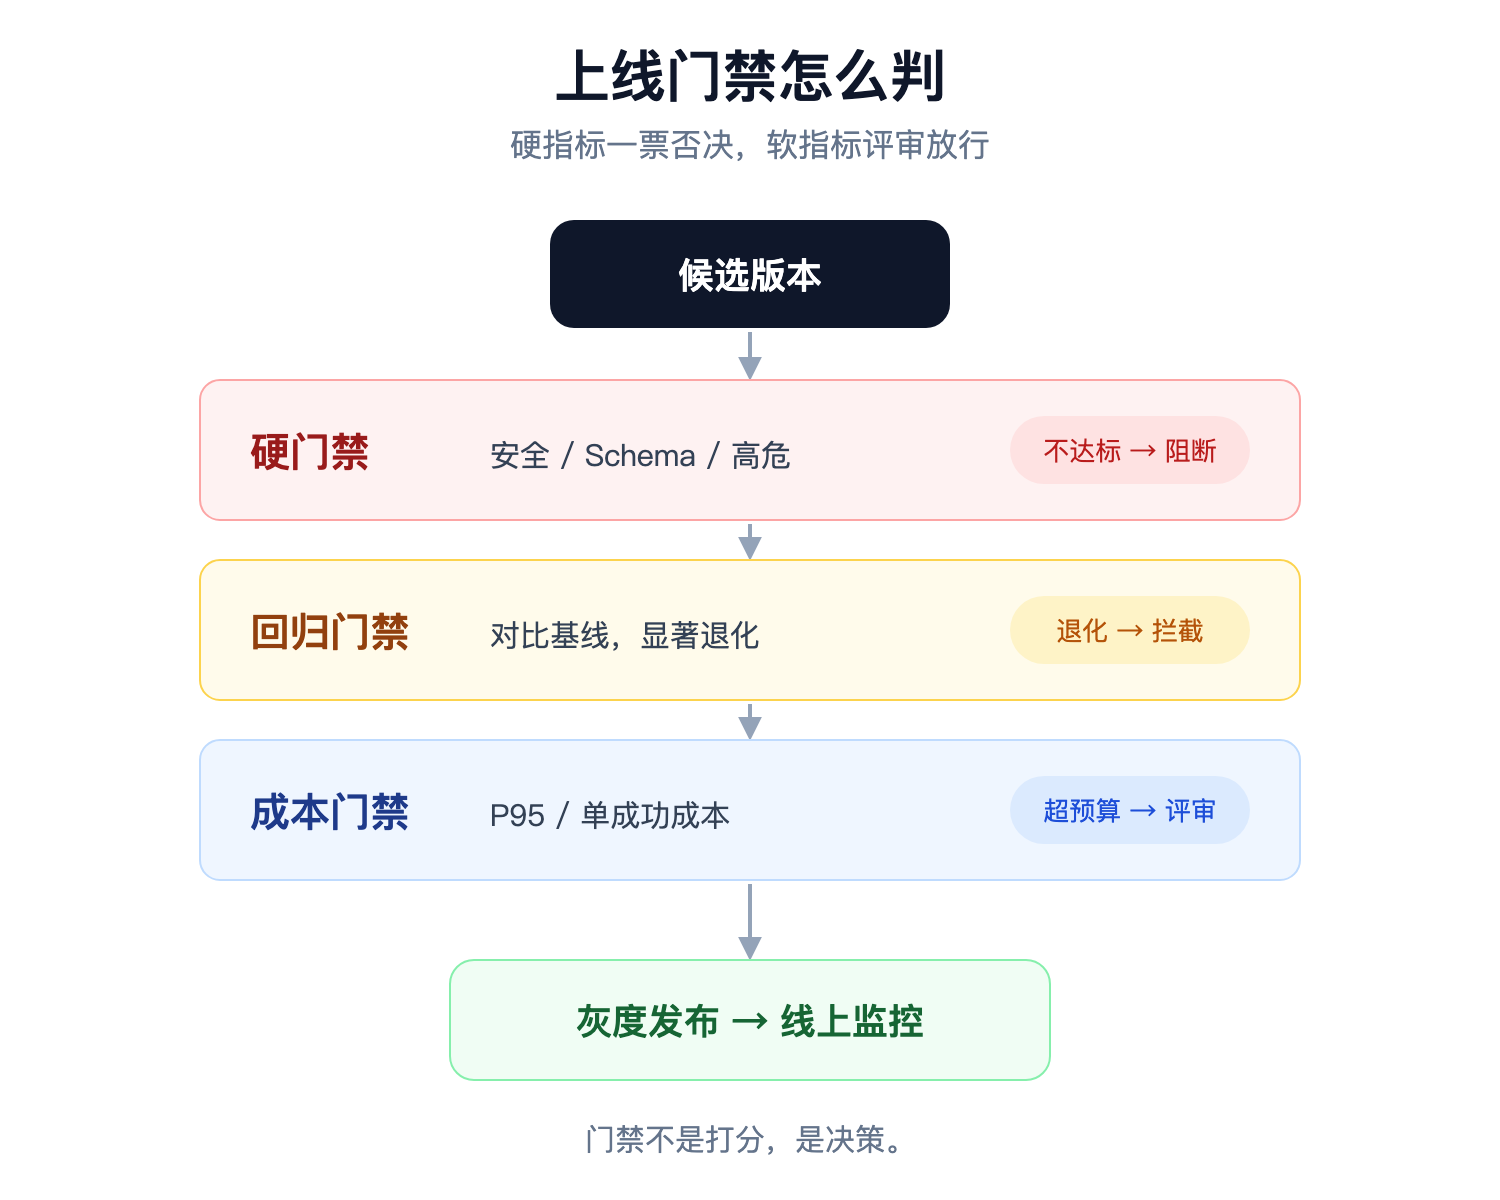 上线门禁怎么判
硬指标一票否决，软指标评审放行
候选版本
硬门禁
安全 / Schema / 高危
不达标 → 阻断
回归门禁
对比基线，显著退化
退化 → 拦截
成本门禁
P95 / 单成功成本
超预算 → 评审
灰度发布 → 线上监控
门禁不是打分，是决策。